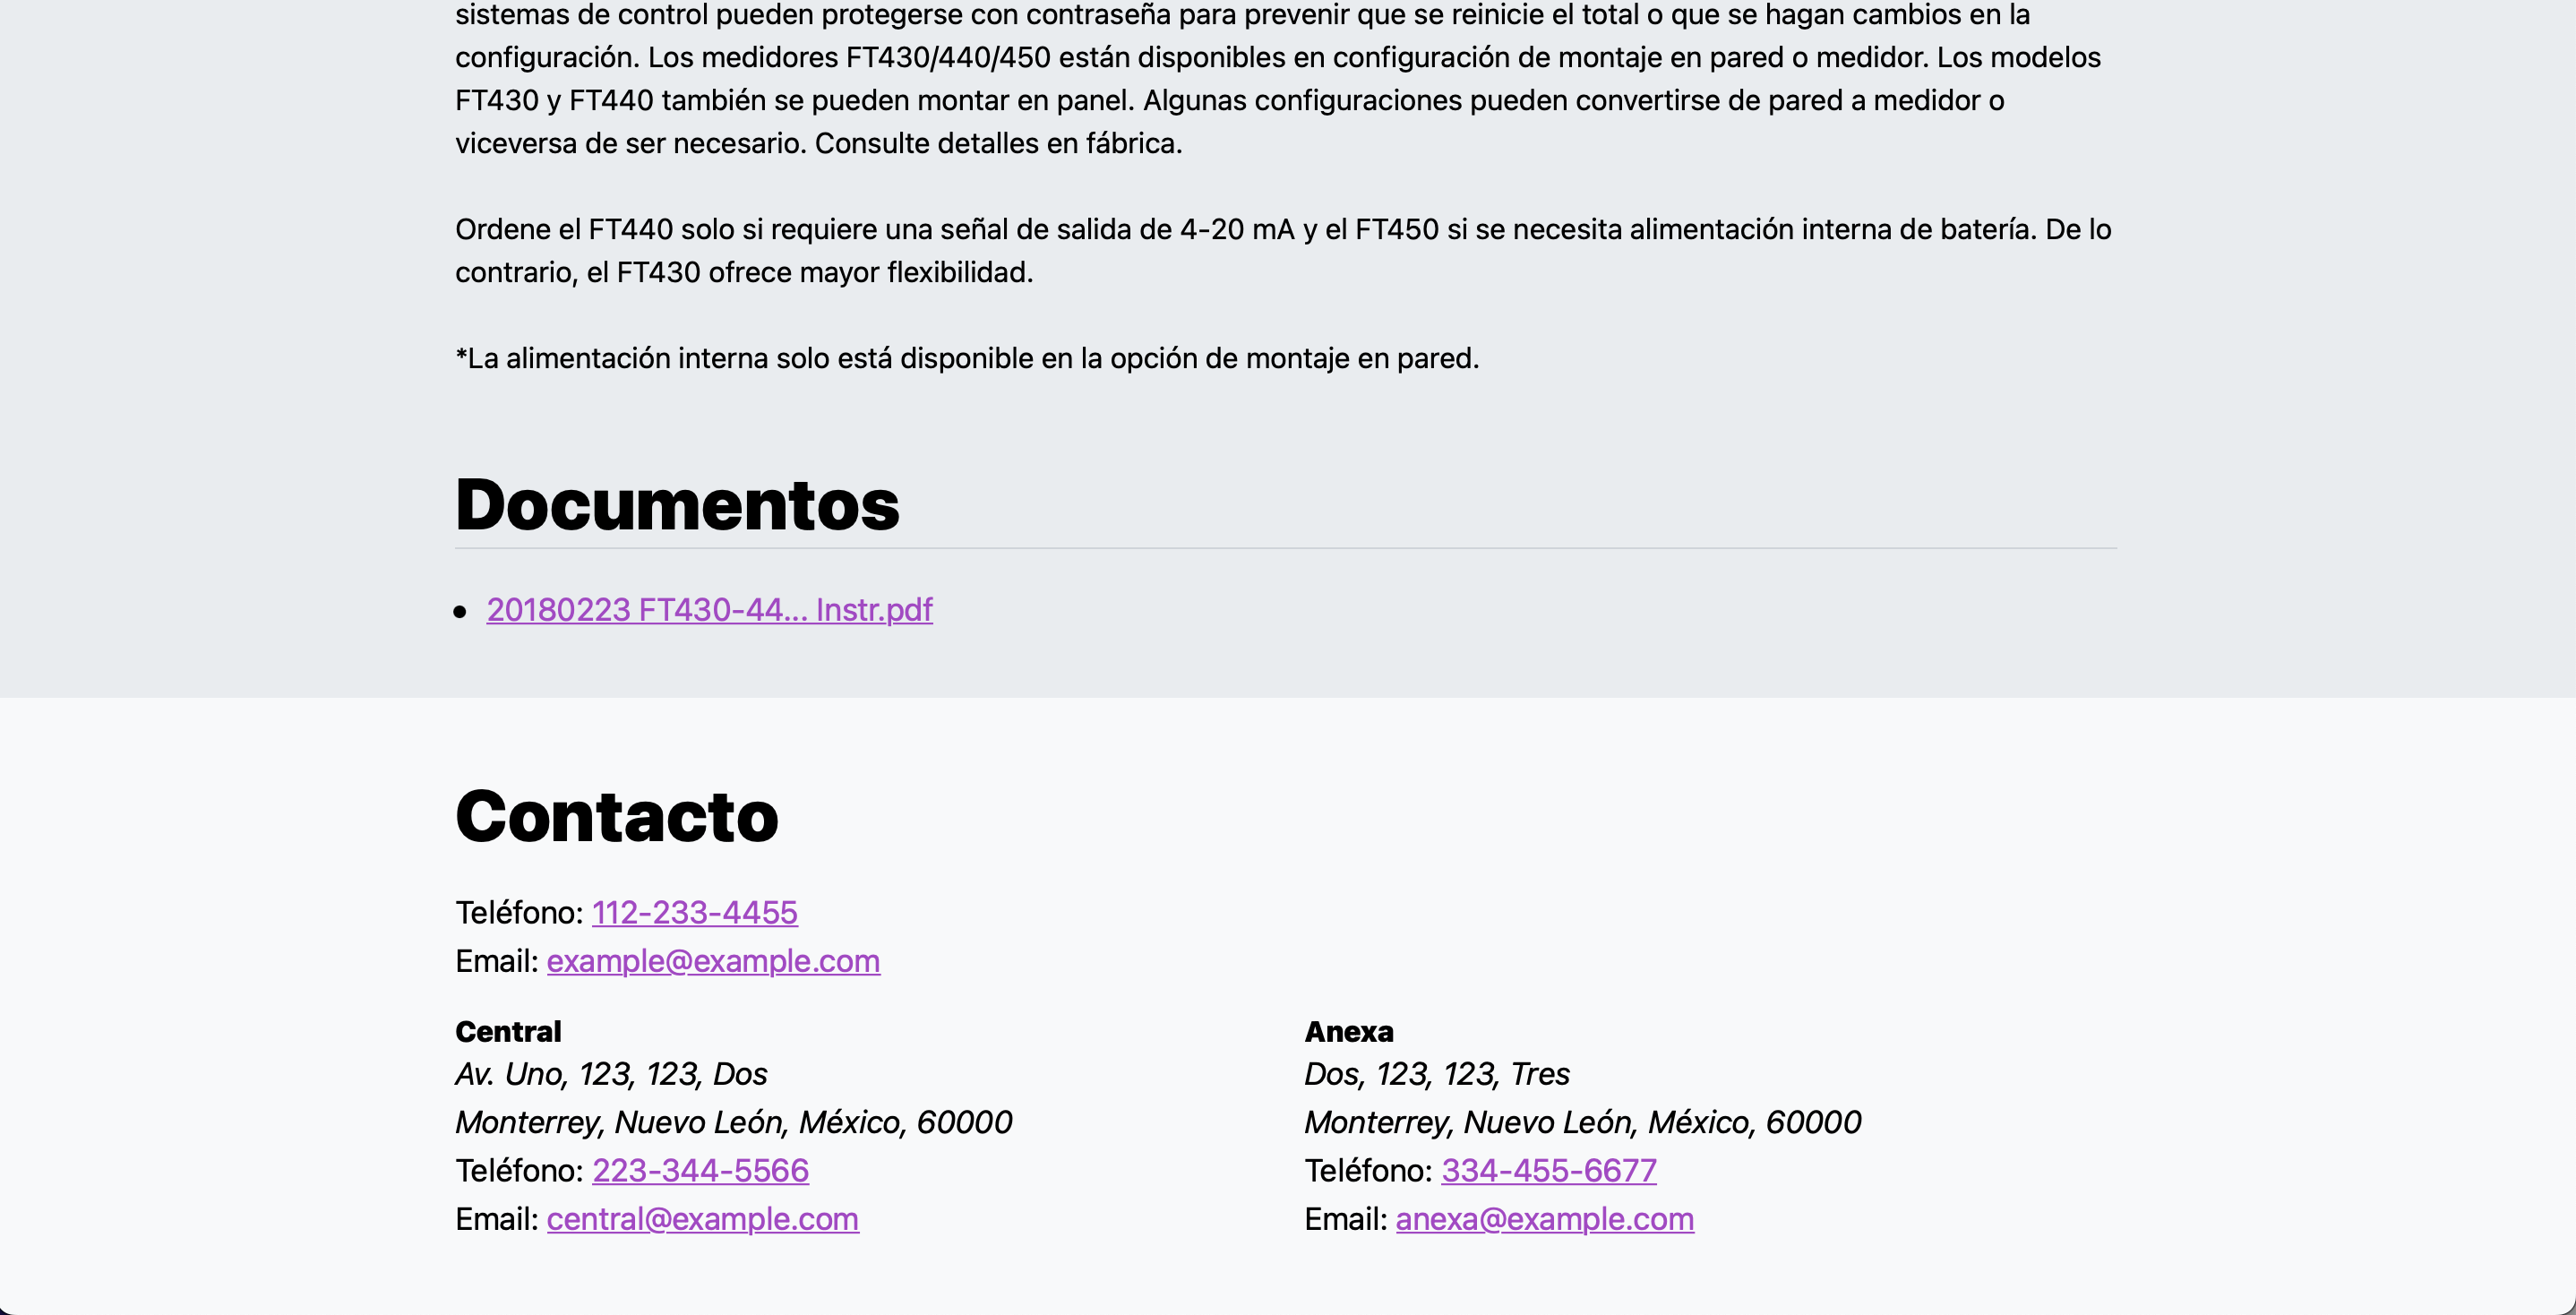 sistemas de control pueden protegerse con contraseña para prevenir que se reinicie el total o que se hagan cambios en la
configuración. Los medidores FT430/440/450 están disponibles en configuración de montaje en pared o medidor. Los modelos
FT430 y FT440 también se pueden montar en panel. Algunas configuraciones pueden convertirse de pared a medidor o
viceversa de ser necesario. Consulte detalles en fábrica.
Ordene el FT440 solo si requiere una señal de salida de 4-20 mA y el FT450 si se necesita alimentación interna de batería. De lo
contrario, el FT430 ofrece mayor flexibilidad.
*La alimentación interna solo está disponible en la opción de montaje en pared.
Documentos
• 20180223 FT430-44... Instr.pdf
Contacto
Teléfono: 112-233-4455
Email: example@example.com
Central
Av. Uno, 123, 123, Dos
Monterrey, Nuevo León, México, 60000
Teléfono: 223-344-5566
Email: central@example.com
Anexa
Dos, 123, 123, Tres
Monterrey, Nuevo León, México, 60000
Teléfono: 334-455-6677
Email: anexa@example.com